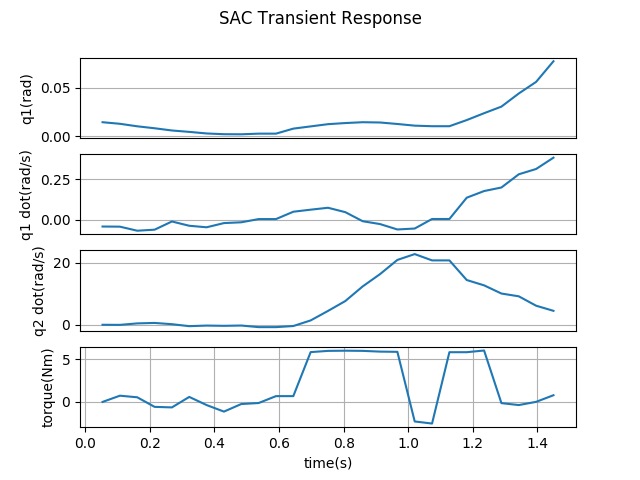 SAC Transient Response
q1(rad)
0.05
0.00
q1 dot(rad/s)
0.25
0.00
q2 dot(rad/s)
20
0
torque(Nm)
5
0
0.0 0.2 0.4 0.6 0.8 1.0 1.2 1.4
time(s)